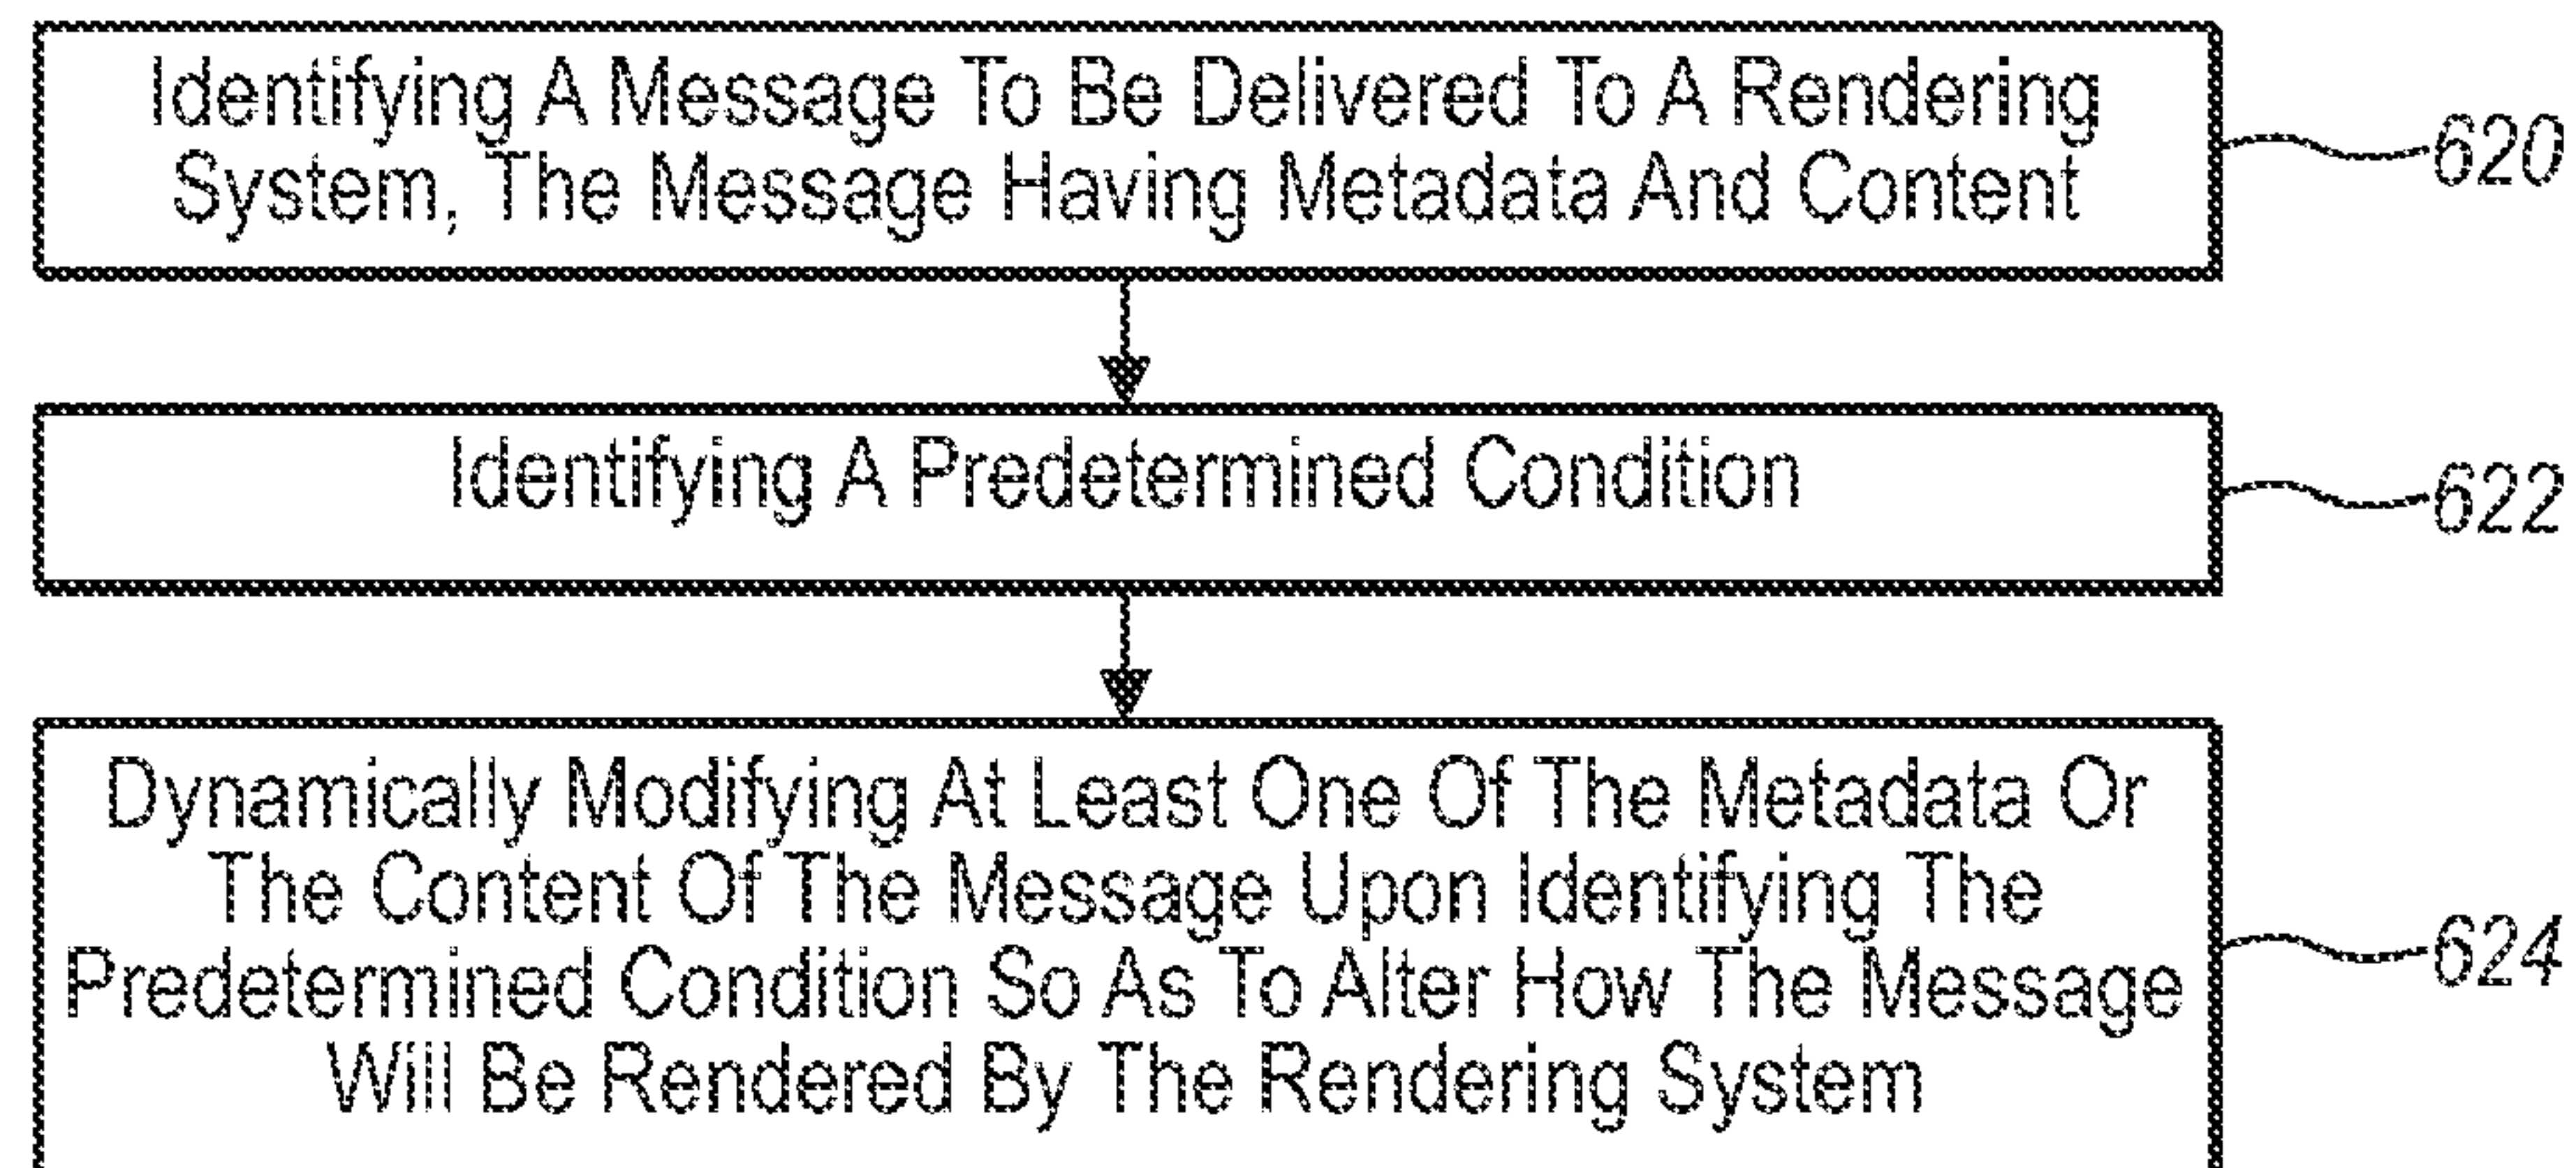 Identifying A Message To Be Delivered To A Rendering
System, The Message Having Metadata And Content
620
Identifying A Predetermined Condition
622
Dynamically Modifying At Least One Of The Metadata Or
The Content Of The Message Upon Identifying The
Predetermined Condition So As To Alter How The Message
Will Be Rendered By The Rendering System
624